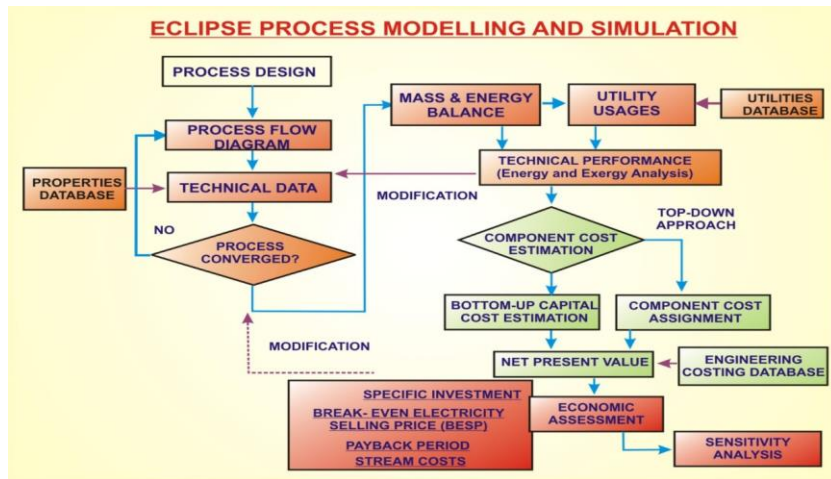 ECLIPSE PROCESS MODELLING AND SIMULATION
PROCESS DESIGN
PROCESS FLOW
DIAGRAM
PROPERTIES
DATABASE
TECHNICAL DATA
NO
PROCESS
CONVERGED?
MASS & ENERGY
BALANCE
UTILITY
USAGES
UTILITIES
DATABASE
TECHNICAL PERFORMANCE
(Energy and Exergy Analysis)
MODIFICATION
TOP-DOWN
APPROACH
COMPONENT COST
ESTIMATION
BOTTOM-UP CAPITAL
COST ESTIMATION
COMPONENT COST
ASSIGNMENT
MODIFICATION
NET PRESENT VALUE
ENGINEERING
COSTING DATABASE
SPECIFIC INVESTMENT
BREAK- EVEN ELECTRICITY
SELLING PRICE (BESP)
PAYBACK PERIOD
STREAM COSTS
ECONOMIC
ASSESSMENT
SENSITIVITY
ANALYSIS